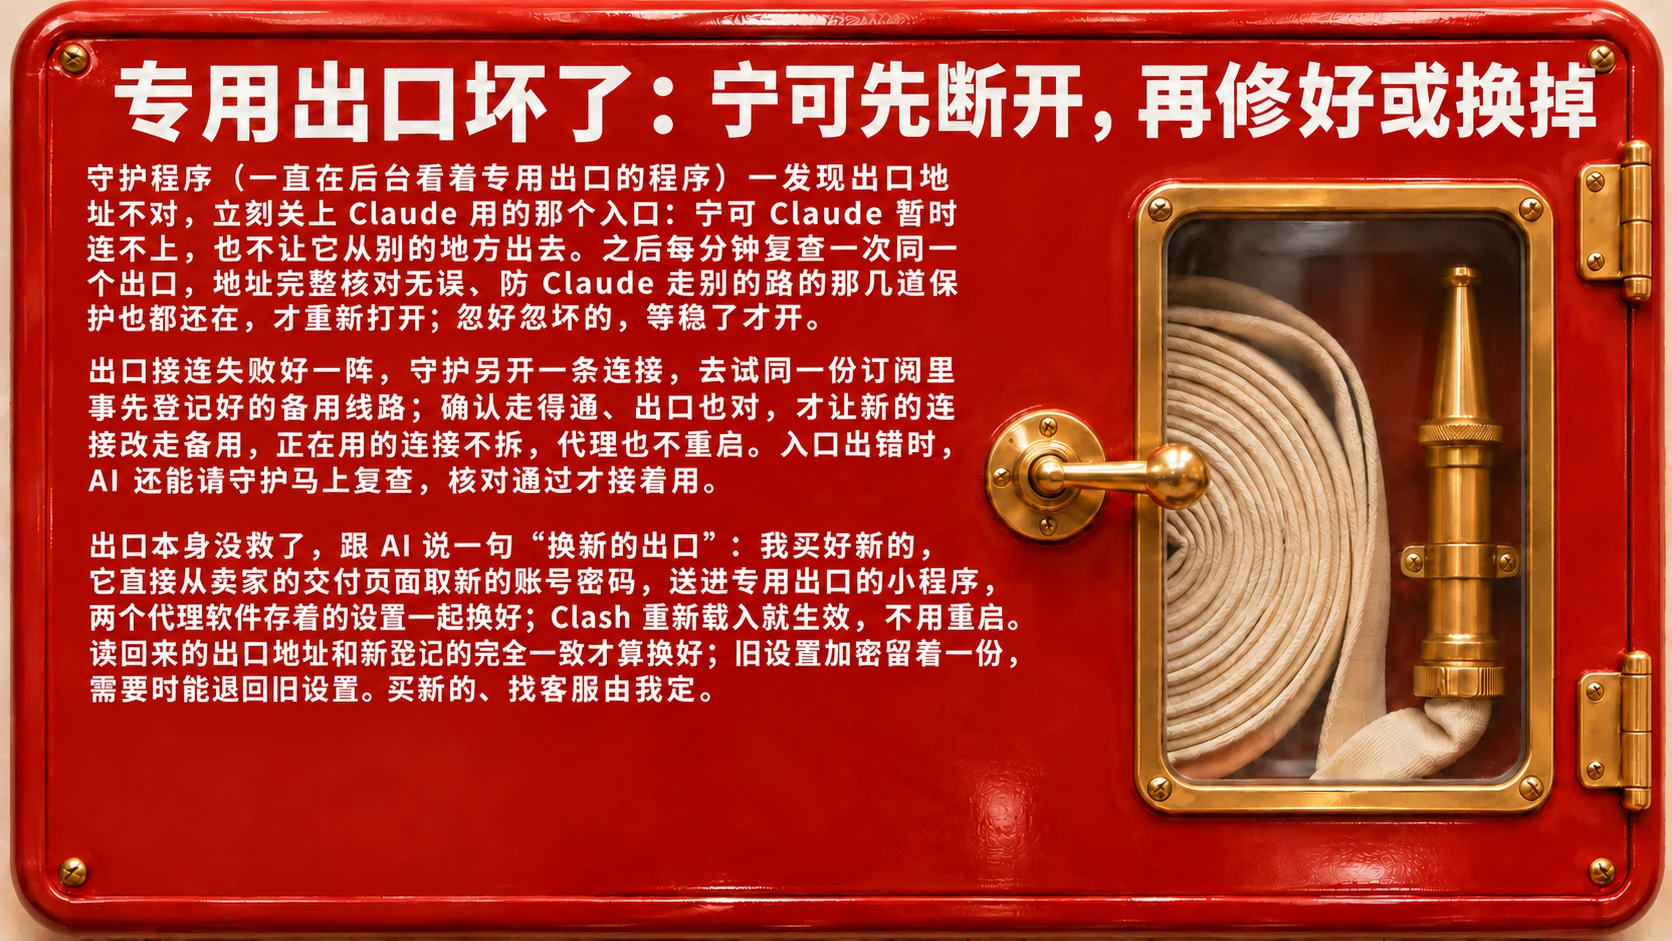 专用出口坏了：宁可先断开，再修好或换掉
守护程序（一直在后台看着专用出口的程序）一发现出口地
址不对，立刻关上 Claude 用的那个入口：宁可 Claude 暂时
连不上，也不让它从别的地方出去。之后每分钟复查一次同一
个出口，地址完整核对无误、防 Claude 走别的路的那几道保
护也都还在，才重新打开；忽好忽坏的，等稳了才开。
出口接连失败好一阵，守护另开一条连接，去试同一份订阅里
事先登记好的备用线路；确认走得通、出口也对，才让新的连
接改走备用，正在用的连接不拆，代理也不重启。入口出错时，
AI 还能请守护马上复查，核对通过才接着用。
出口本身没救了，跟 AI 说一句“换新的出口”：我买好新的，
它直接从卖家的交付页面取新的账号密码，送进专用出口的小程序，
两个代理软件存着的设置一起换好；Clash 重新载入就生效，不用重启。
读回来的出口地址和新登记的完全一致才算换好；旧设置加密留着一份，
需要时能退回旧设置。买新的、找客服由我定。